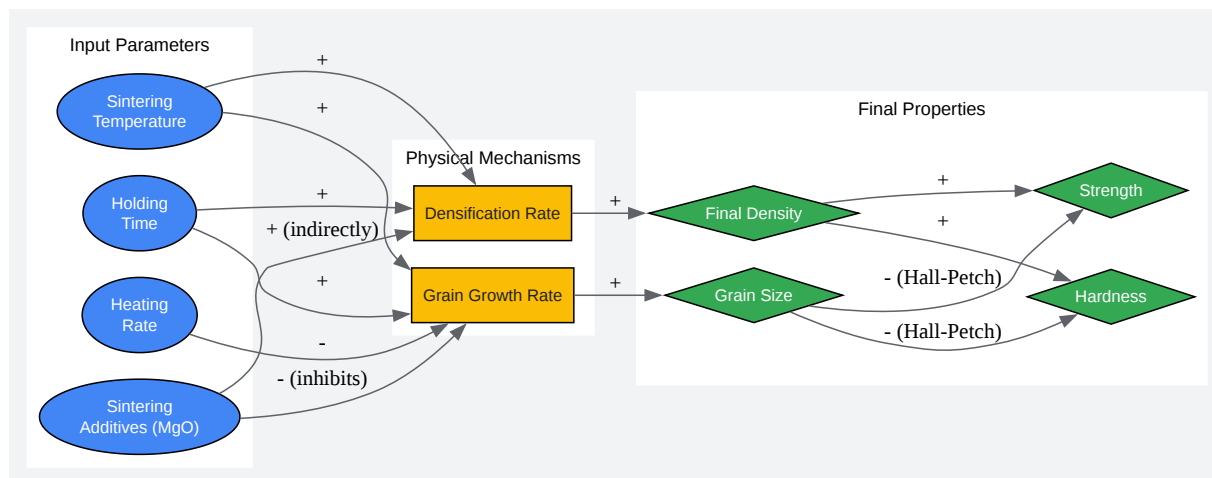 Input Parameters
Sintering
Temperature
Holding
Time
Heating
Rate
Sintering
Additives (MgO)
+
+
+
+ (indirectly)
+
-
- (inhibits)
Physical Mechanisms
Densification Rate
Grain Growth Rate
+
+
Final Properties
Final Density
Grain Size
+
+
- (Hall-Petch)
- (Hall-Petch)
Strength
Hardness